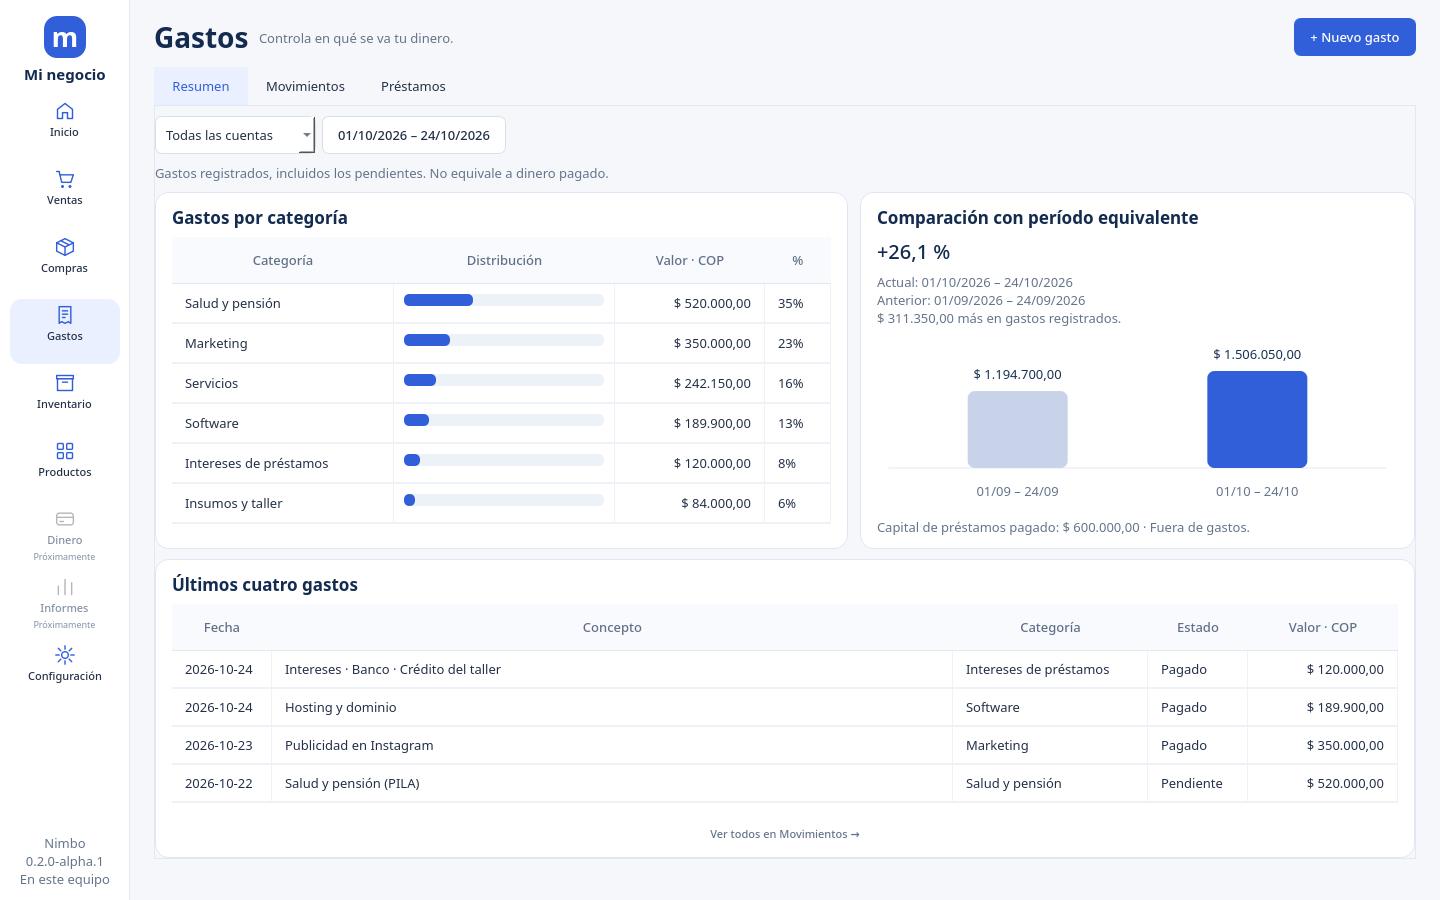 m
Mi negocio
Inicio
Ventas
Compras
Gastos
Inventario
Productos
Dinero
Próximamente
Informes
Próximamente
Configuración
Nimbo
0.2.0-alpha.1
En este equipo
Gastos Controla en qué se va tu dinero.
+ Nuevo gasto
Resumen Movimientos Préstamos
Todas las cuentas 01/10/2026 – 24/10/2026
Gastos registrados, incluidos los pendientes. No equivale a dinero pagado.
Gastos por categoría
Categoría Distribución Valor · COP %
Salud y pensión $ 520.000,00 35%
Marketing $ 350.000,00 23%
Servicios $ 242.150,00 16%
Software $ 189.900,00 13%
Intereses de préstamos $ 120.000,00 8%
Insumos y taller $ 84.000,00 6%
Comparación con período equivalente
+26,1 %
Actual: 01/10/2026 – 24/10/2026
Anterior: 01/09/2026 – 24/09/2026
$ 311.350,00 más en gastos registrados.
$ 1.194.700,00 $ 1.506.050,00
01/09 – 24/09 01/10 – 24/10
Capital de préstamos pagado: $ 600.000,00 · Fuera de gastos.
Últimos cuatro gastos
Fecha Concepto Categoría Estado Valor · COP
2026-10-24 Intereses · Banco · Crédito del taller Intereses de préstamos Pagado $ 120.000,00
2026-10-24 Hosting y dominio Software Pagado $ 189.900,00
2026-10-23 Publicidad en Instagram Marketing Pagado $ 350.000,00
2026-10-22 Salud y pensión (PILA) Salud y pensión Pendiente $ 520.000,00
Ver todos en Movimientos →